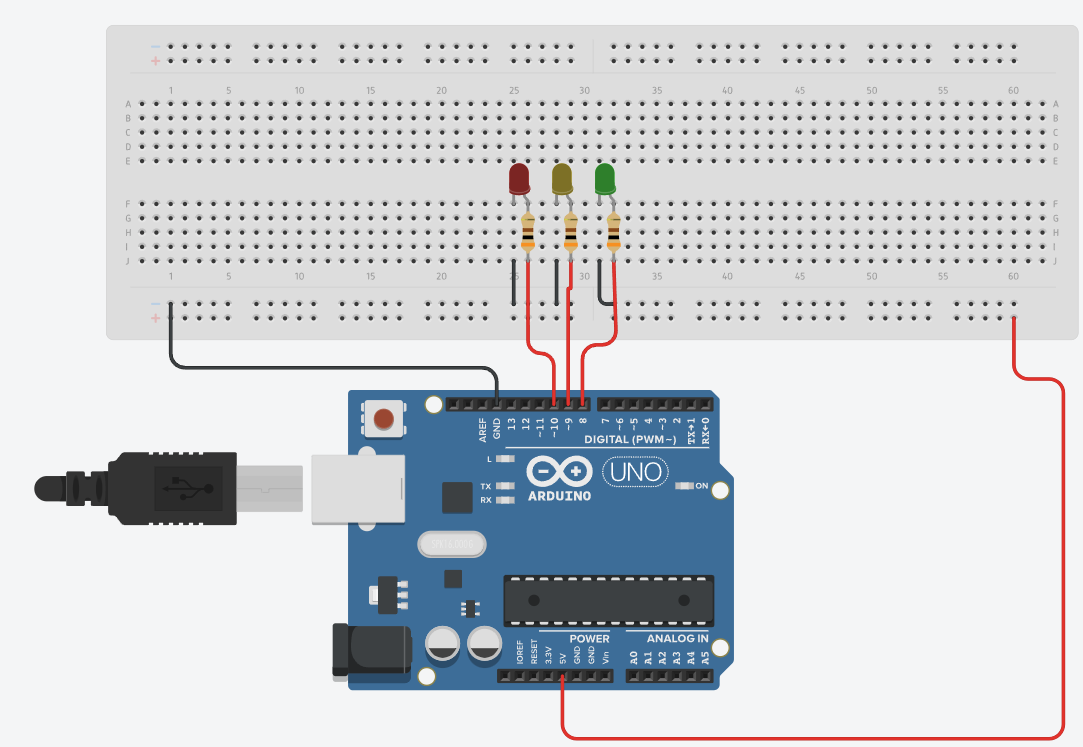 − +
1 5 10 15 20 25 30 35 40 45 50 55 60
A A
B B
C C
D D
E E
F F
G G
H H
I I
J J
1 5 10 15 20 25 30 35 40 45 50 55 60
− +
AREF GND 13 12 ~11 ~10 ~9 8 7 ~6 ~5 4 ~3 2 TX→1 RX←0
DIGITAL (PWM~)
L
TX
RX
− +
ARDUINO
UNO
ON
POWER ANALOG IN
IOREF RESET 3.3V 5V GND GND Vin A0 A1 A2 A3 A4 A5